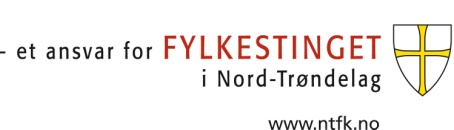 - et ansvar for FYLKESTINGET
i Nord-Trøndelag
www.ntfk.no